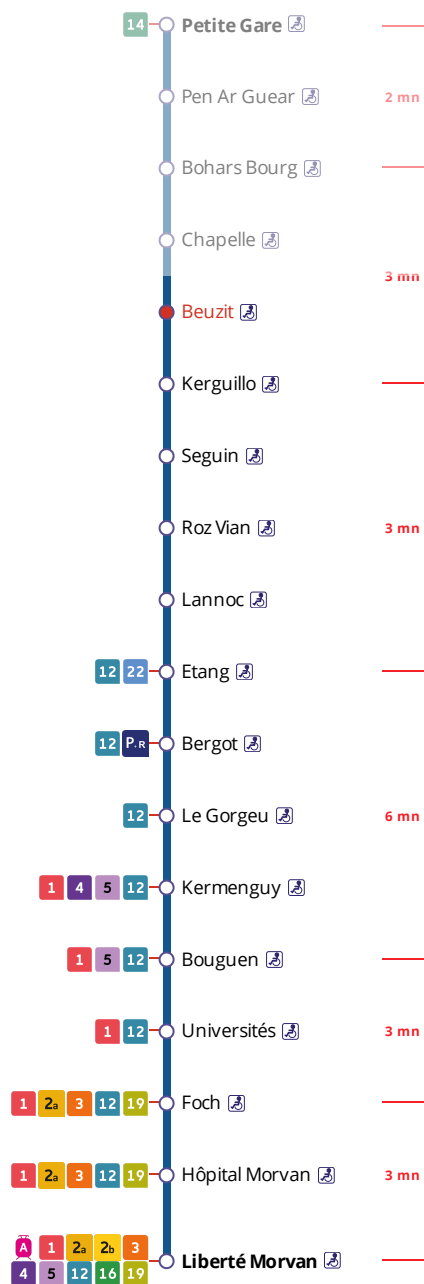 14 Petite Gare
Pen Ar Guear 2 mn
Bohars Bourg
Chapelle
3 mn
Beuzit
Kerguillo
Seguin
Roz Vian 3 mn
Lannoc
12 22 Etang
12 P+R Bergot
12 Le Gorgeu 6 mn
1 4 5 12 Kermenguy
1 5 12 Bouguen
1 12 Universités 3 mn
1 2a 3 12 19 Foch
1 2a 3 12 19 Hôpital Morvan 3 mn
A 1 2a 2b 3
4 5 12 16 19 Liberté Morvan